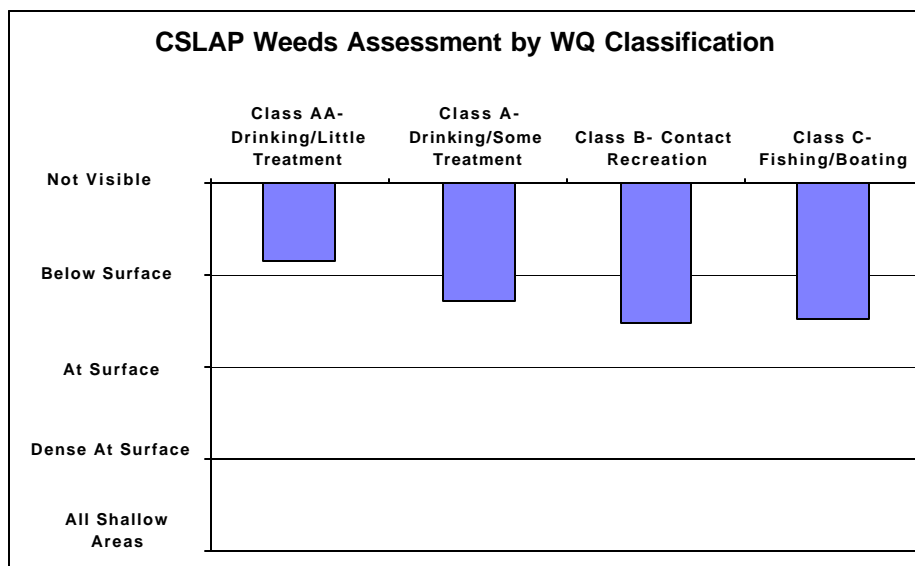 CSLAP Weeds Assessment by WQ Classification
Class AA-
Drinking/Little
Treatment
Class A-
Drinking/Some
Treatment
Class B- Contact
Recreation
Class C-
Fishing/Boating
Not Visible
Below Surface
At Surface
Dense At Surface
All Shallow
Areas